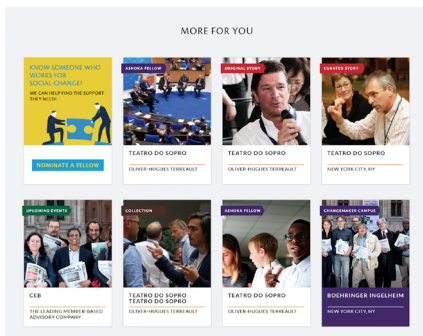 MORE FOR YOU
KNOW SOMEONE WHO
WORKS FOR
SOCIAL CHANGE?
WE CAN HELP FIND THE SUPPORT
THEY NEED!
NOMINATE A FELLOW
ASHOKA FELLOW
TEATRO DO SOPRO
OLIVER-HUGUES TERREAULT
ORIGINAL STORY
TEATRO DO SOPRO
OLIVER-HUGUES TERREAULT
CURATED STORY
TEATRO DO SOPRO
NEW YORK CITY, NY
UPCOMING EVENTS
CEB
THE LEADING MEMBER-BASED
ADVISORY COMPANY
COLLECTION
TEATRO DO SOPRO
TEATRO DO SOPRO
OLIVER-HUGUES TERREAULT
ASHOKA FELLOW
TEATRO DO SOPRO
OLIVER-HUGUES TERREAULT
CHANGEMAKER CAMPUS
BOEHRINGER INGELHEIM
NEW YORK CITY, NY